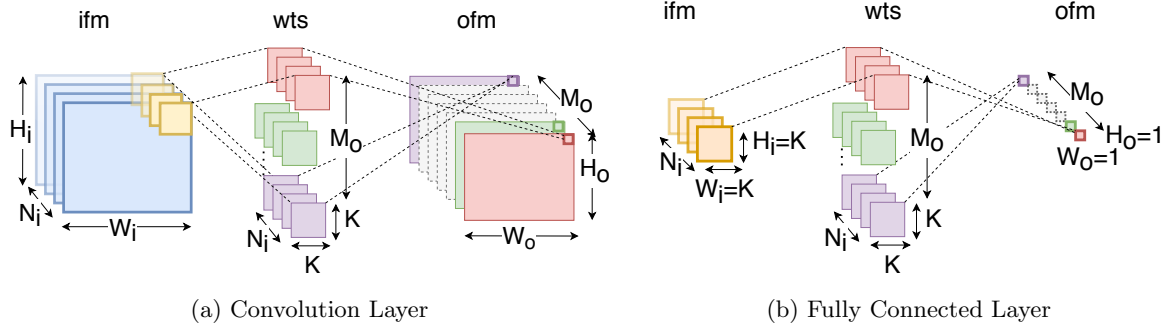 ifm
wts
ofm
Hi
Ni
Wi
Mo
Ni
K
K
Mo
Ho
Wo
(a) Convolution Layer
ifm
wts
ofm
Ni
Hi=K
Wi=K
Mo
Ni
K
K
Mo
Ho=1
Wo=1
(b) Fully Connected Layer